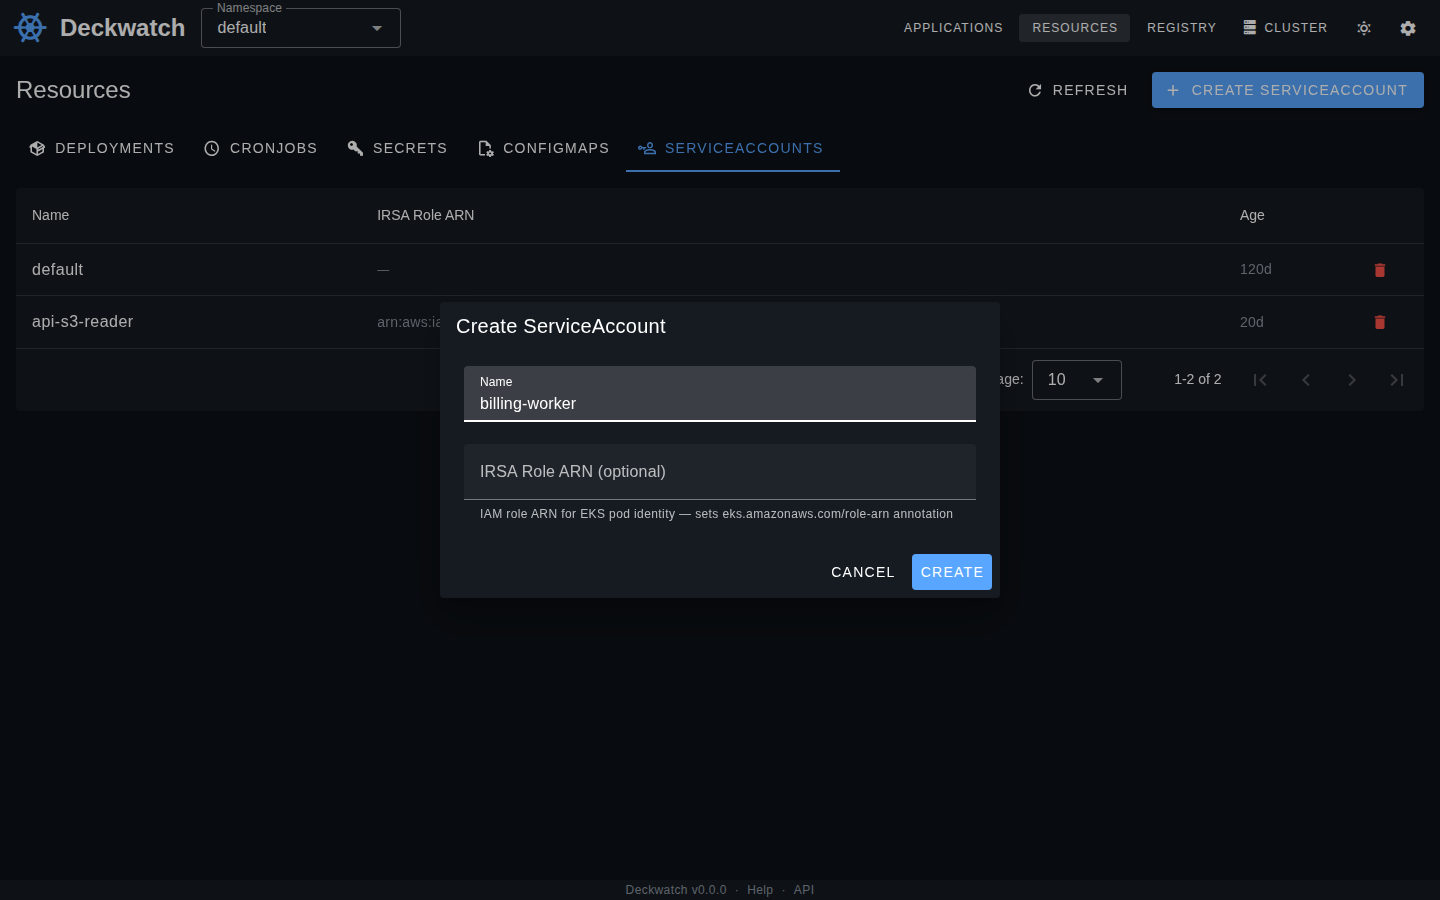 Deckwatch
Namespace
default
APPLICATIONS
RESOURCES
REGISTRY
CLUSTER
Resources
REFRESH
CREATE SERVICEACCOUNT
DEPLOYMENTS
CRONJOBS
SECRETS
CONFIGMAPS
SERVICEACCOUNTS
Name IRSA Role ARN Age
default — 120d
api-s3-reader arn:aws:ia 20d
age: 10 1-2 of 2
Create ServiceAccount
Name
billing-worker
IRSA Role ARN (optional)
IAM role ARN for EKS pod identity — sets eks.amazonaws.com/role-arn annotation
CANCEL CREATE
Deckwatch v0.0.0 · Help · API